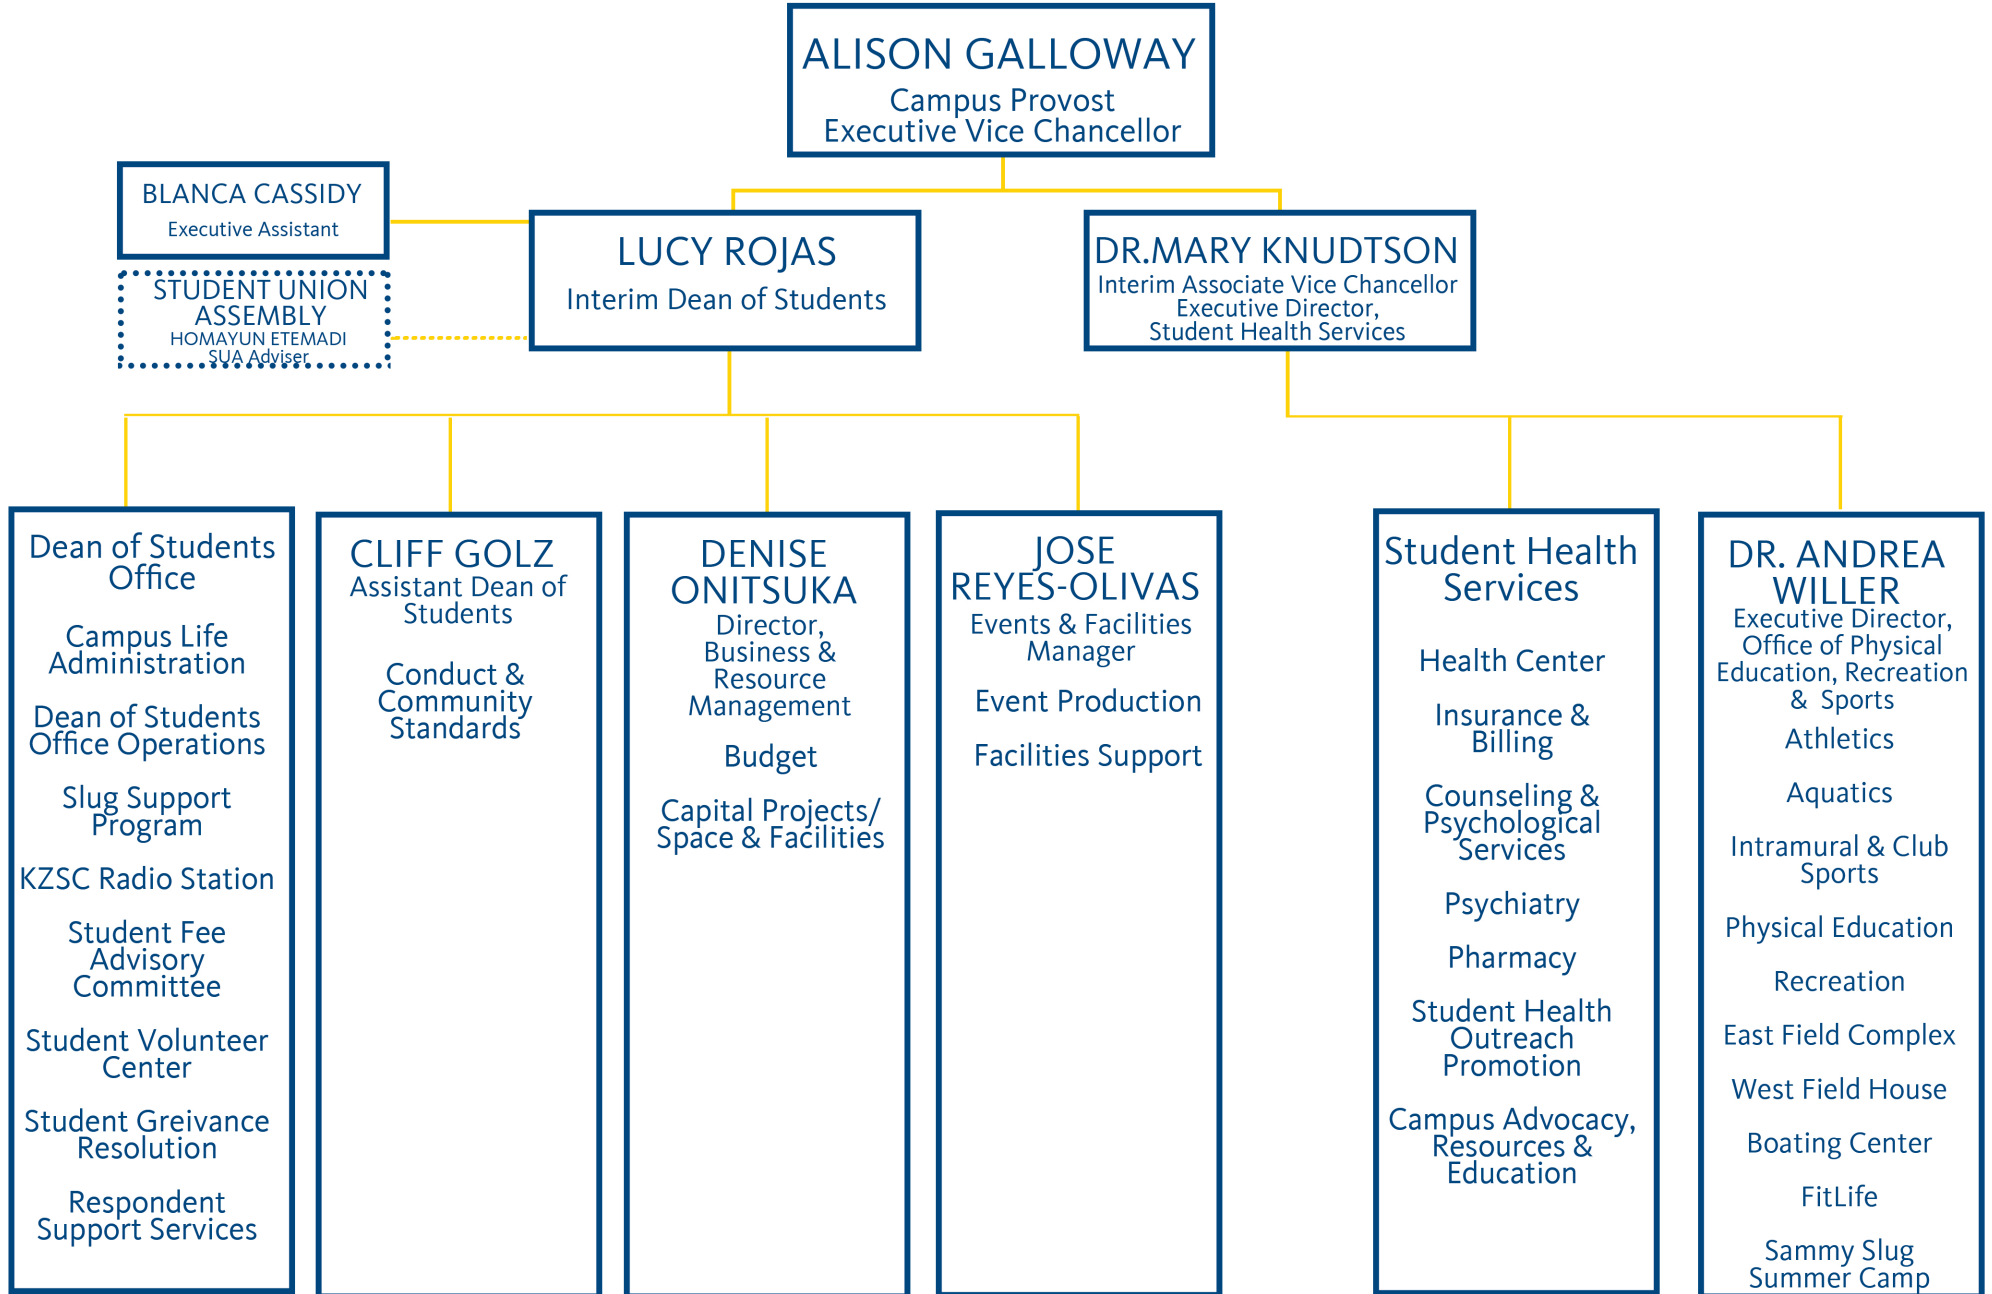 ALISON GALLOWAY
Campus Provost
Executive Vice Chancellor
BLANCA CASSIDY
Executive Assistant
STUDENT UNION
ASSEMBLY
HOMAYUN ETEMADI
SUA Adviser
LUCY ROJAS
Interim Dean of Students
DR.MARY KNUDTSON
Interim Associate Vice Chancellor
Executive Director,
Student Health Services
Dean of Students
Office
Campus Life
Administration
Dean of Students
Office Operations
Slug Support
Program
KZSC Radio Station
Student Fee
Advisory
Committee
Student Volunteer
Center
Student Greivance
Resolution
Respondent
Support Services
CLIFF GOLZ
Assistant Dean of
Students
Conduct &
Community
Standards
DENISE
ONITSUKA
Director,
Business &
Resource
Management
Budget
Capital Projects/
Space & Facilities
JOSE
REYES-OLIVAS
Events & Facilities
Manager
Event Production
Facilities Support
Student Health
Services
Health Center
Insurance &
Billing
Counseling &
Psychological
Services
Psychiatry
Pharmacy
Student Health
Outreach
Promotion
Campus Advocacy,
Resources &
Education
DR. ANDREA
WILLER
Executive Director,
Office of Physical
Education, Recreation
& Sports
Athletics
Aquatics
Intramural & Club
Sports
Physical Education
Recreation
East Field Complex
West Field House
Boating Center
FitLife
Sammy Slug
Summer Camp